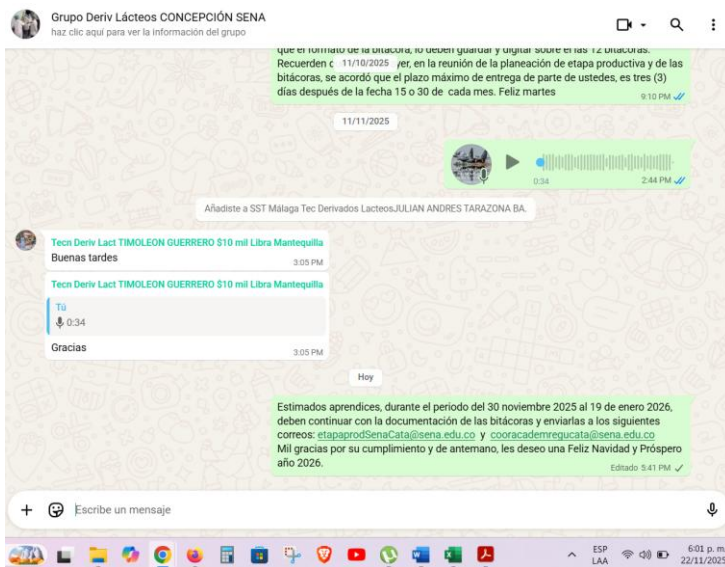 Grupo Deriv Lácteos CONCEPCIÓN SENA
haz clic aquí para ver la información del grupo
que el formato de la bitácora, lo deben guardar y digitar sobre el las 12 bitácoras.
Recuerden 11/10/2025 yer, en la reunión de la planeación de etapa productiva y de las
bitácoras, se acordó que el plazo máximo de entrega de parte de ustedes, es tres (3)
días después de la fecha 15 o 30 de cada mes. Feliz martes
9:10 PM
11/11/2025
0:34 2:44 PM
Añadiste a SST Málaga Tec Derivados LacteosJULIAN ANDRES TARAZONA BA.
Tecn Deriv Lact TIMOLEON GUERRERO $10 mil Libra Mantequilla
Buenas tardes
3:05 PM
Tecn Deriv Lact TIMOLEON GUERRERO $10 mil Libra Mantequilla
Tú
0:34
Gracias
3:05 PM
Hoy
Estimados aprendices, durante el periodo del 30 noviembre 2025 al 19 de enero 2026,
deben continuar con la documentación de las bitácoras y enviarlas a los siguientes
correos: etapaprodSenaCata@sena.edu.co y cooracademregucata@sena.edu.co
Mil gracias por su cumplimiento y de antemano, les deseo una Feliz Navidad y Próspero
año 2026.
Editado 5:41 PM
Escribe un mensaje
ESP
LAA
6:01 p. m.
22/11/2025